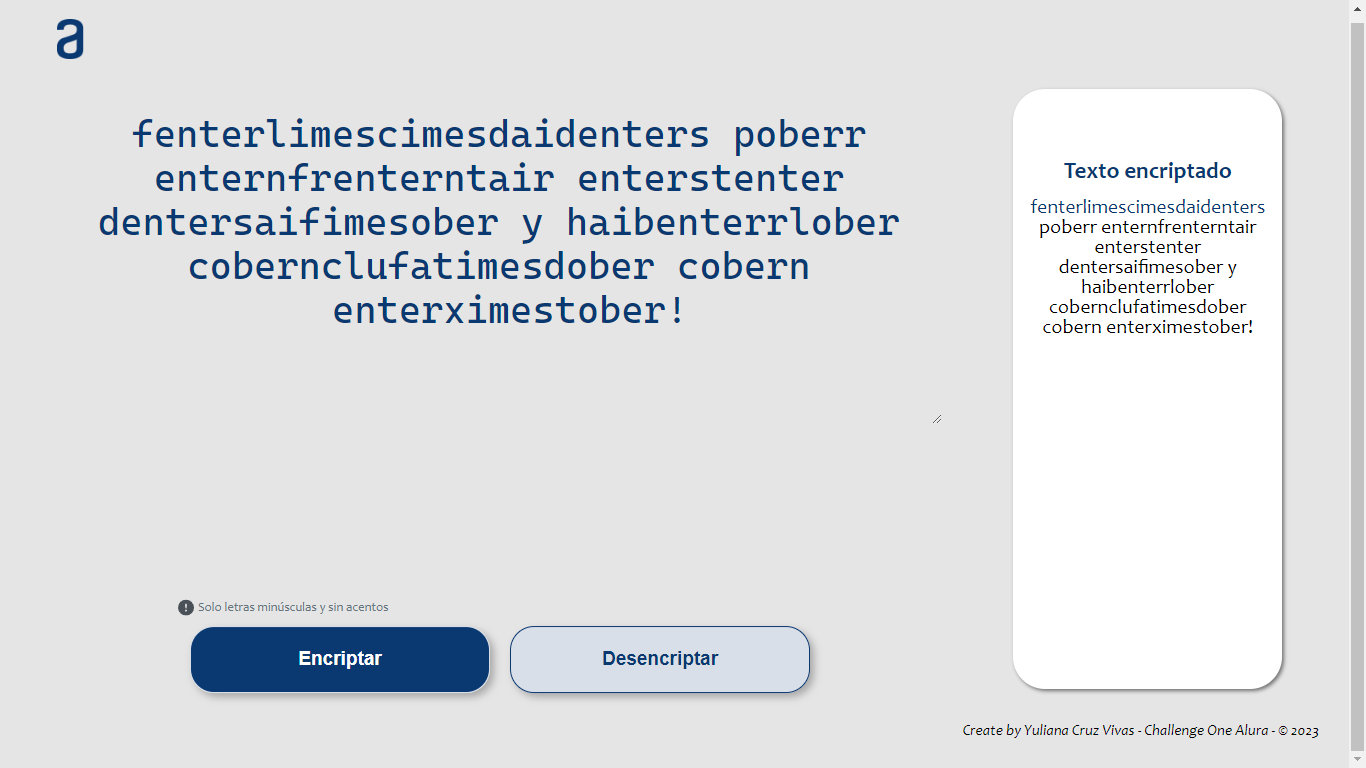 a
fenterlimescimesdaidenters poberr
enternfrenterntair enterstenter
dentersaifimesober y haibenterrlober
cobernclufatimesdober cobern
enterximestober!
Solo letras minúsculas y sin acentos
Encriptar
Desencriptar
Texto encriptado
fenterlimescimesdaidenters
poberr enternfrenterntair
enterstenter
dentersaifimesober y
haibenterrlober
cobernclufatimesdober
cobern enterximestober!
Create by Yuliana Cruz Vivas - Challenge One Alura - © 2023